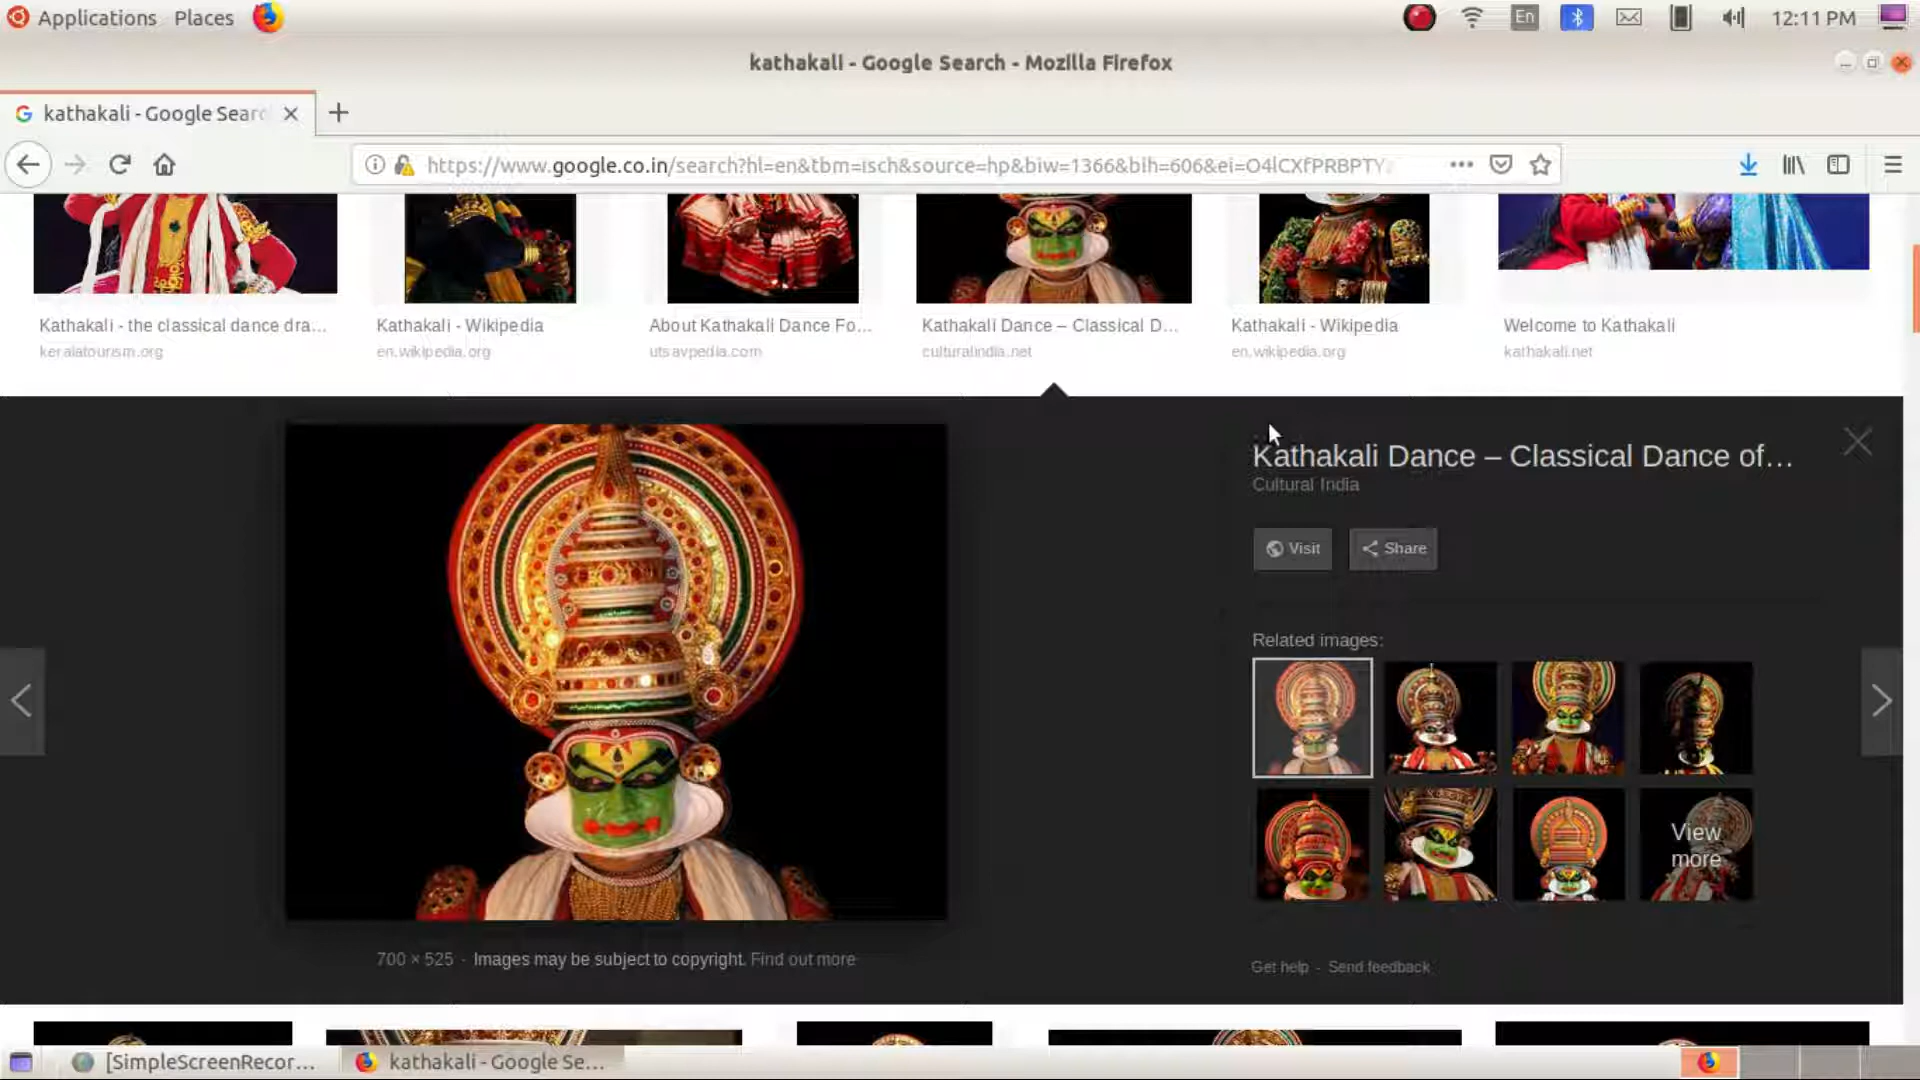 Applications Places
En
12:11 PM
kathakali - Google Search - Mozilla Firefox
kathakali - Google Searc
https://www.google.co.in/search?hl=en&tbm=isch&source=hp&biw=1366&bih=606&ei=O4lCXfPRBPTY
Kathakali - the classical dance dra...
keralatourism.org
Kathakali - Wikipedia
en.wikipedia.org
About Kathakali Dance Fo...
utsavpedia.com
Kathakali Dance – Classical D...
culturalindia.net
Kathakali - Wikipedia
en.wikipedia.org
Welcome to Kathakali
kathakali.net
Kathakali Dance – Classical Dance of...
Cultural India
Visit
Share
Related images:
View
more
700 × 525 - Images may be subject to copyright. Find out more
Get help - Send feedback
[SimpleScreenRecor...
kathakali - Google Se...